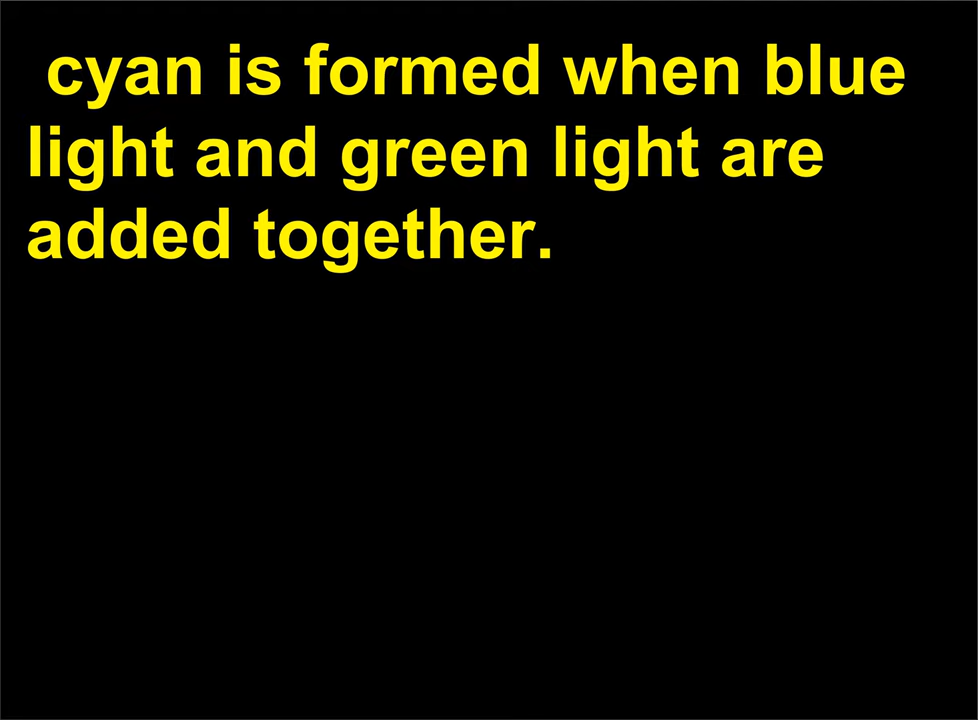 cyan is formed when blue
light and green light are
added together.